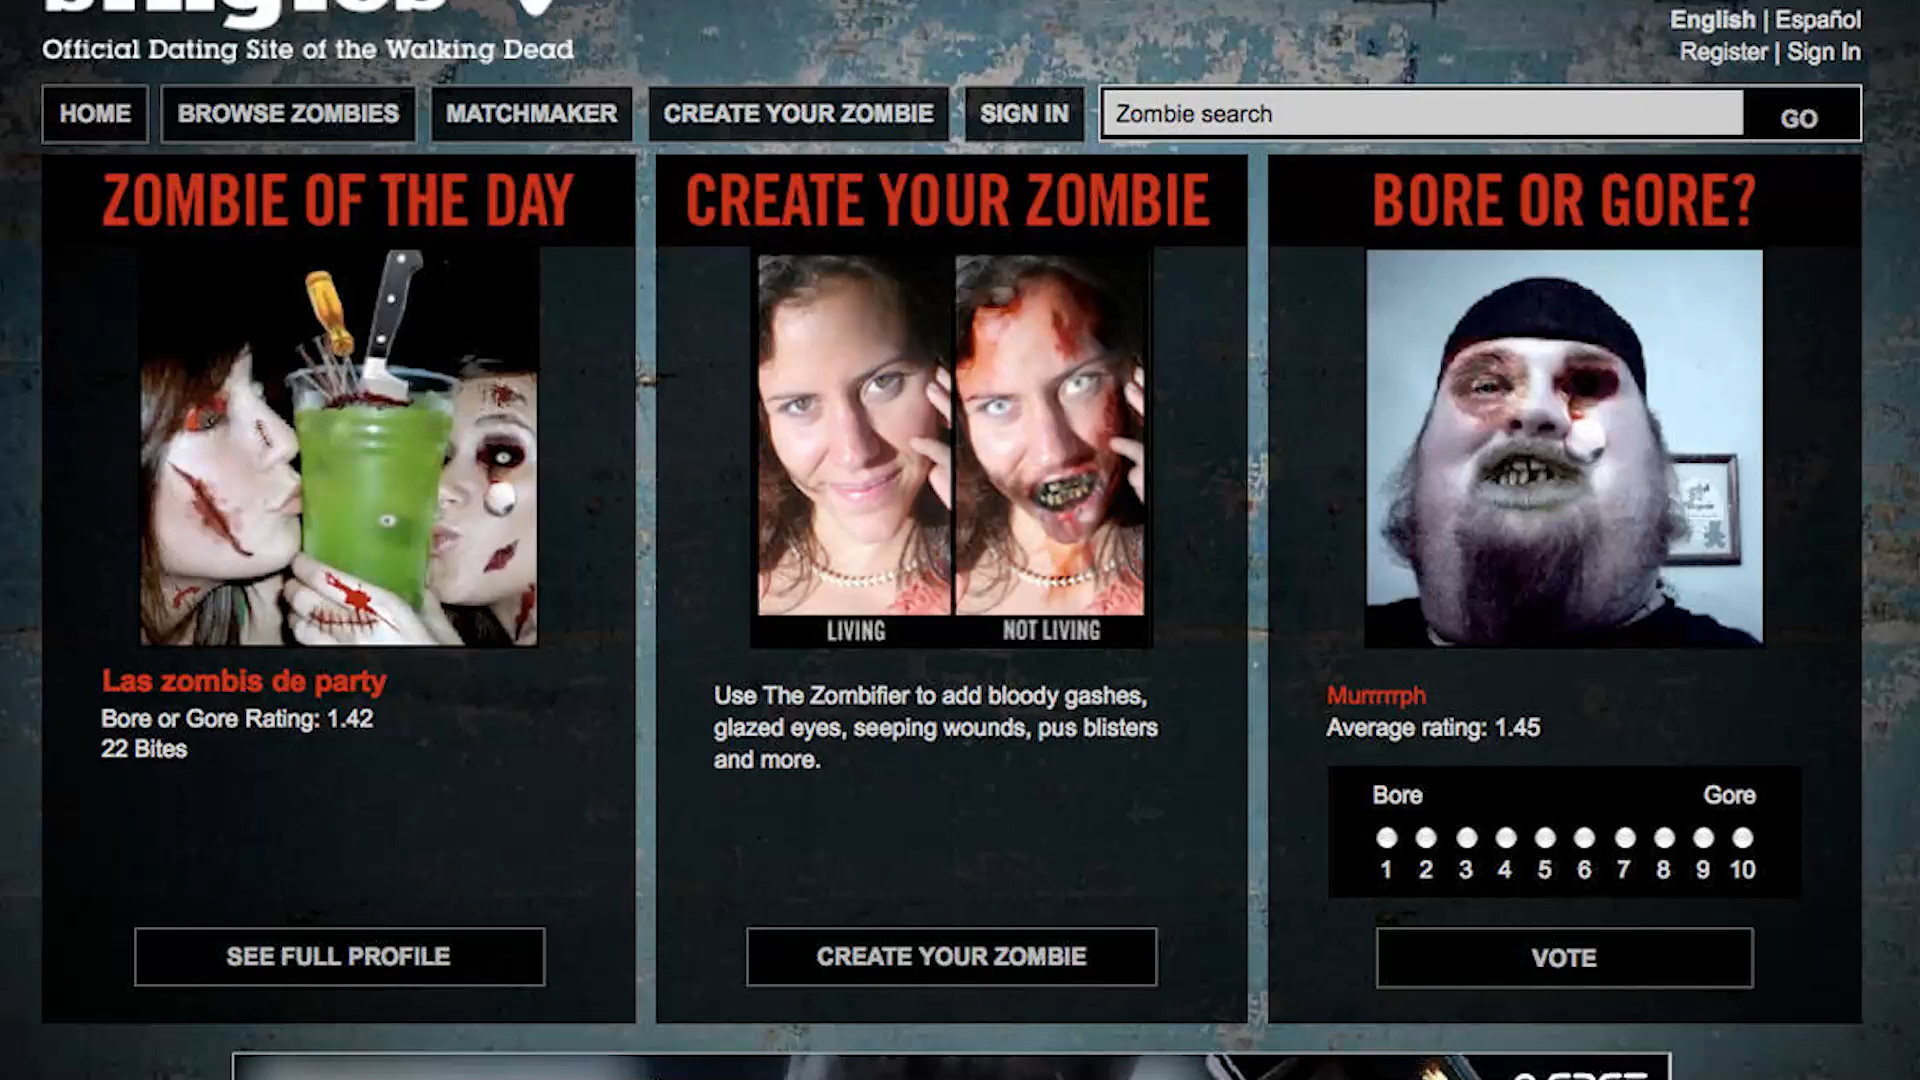 Official Dating Site of the Walking Dead
English | Español
Register | Sign In
HOME
BROWSE ZOMBIES
MATCHMAKER
CREATE YOUR ZOMBIE
SIGN IN
Zombie search
GO
ZOMBIE OF THE DAY
Las zombis de party
Bore or Gore Rating: 1.42
22 Bites
SEE FULL PROFILE
CREATE YOUR ZOMBIE
LIVING
NOT LIVING
Use The Zombifier to add bloody gashes,
glazed eyes, seeping wounds, pus blisters
and more.
CREATE YOUR ZOMBIE
BORE OR GORE?
Murrrrrph
Average rating: 1.45
Bore
Gore
1 2 3 4 5 6 7 8 9 10
VOTE